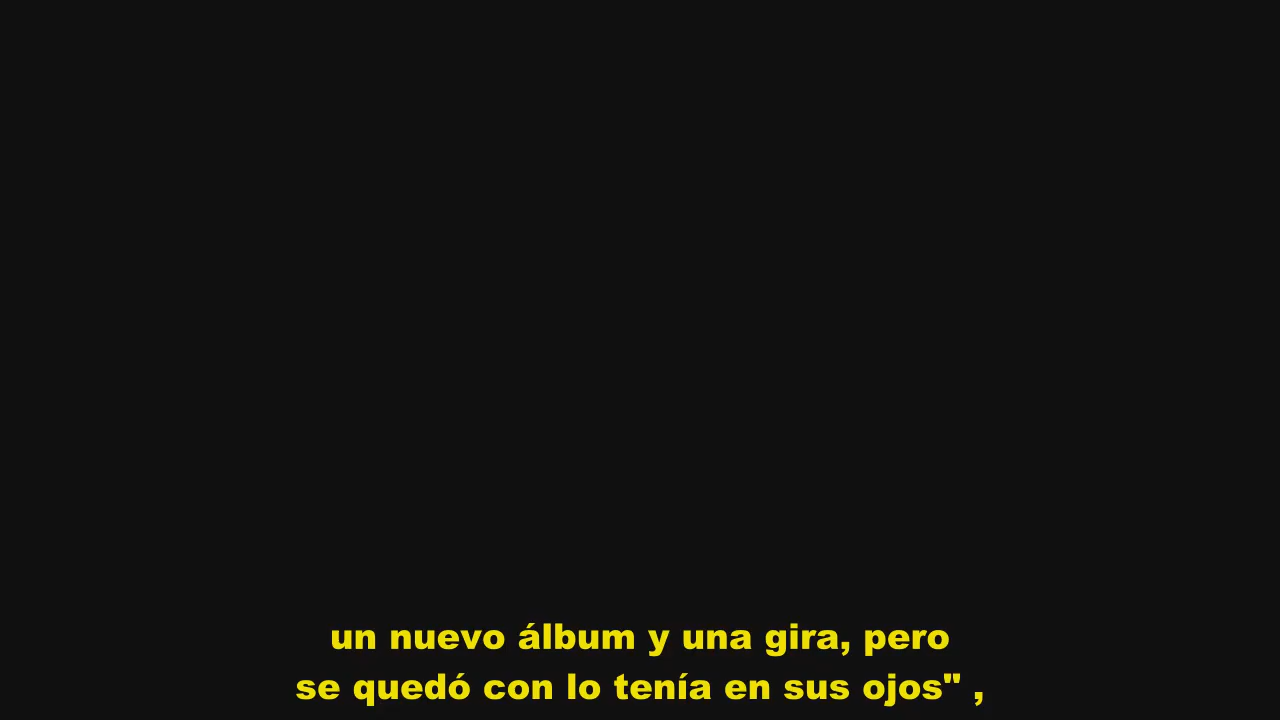 un nuevo álbum y una gira, pero
se quedó con lo tenía en sus ojos" ,